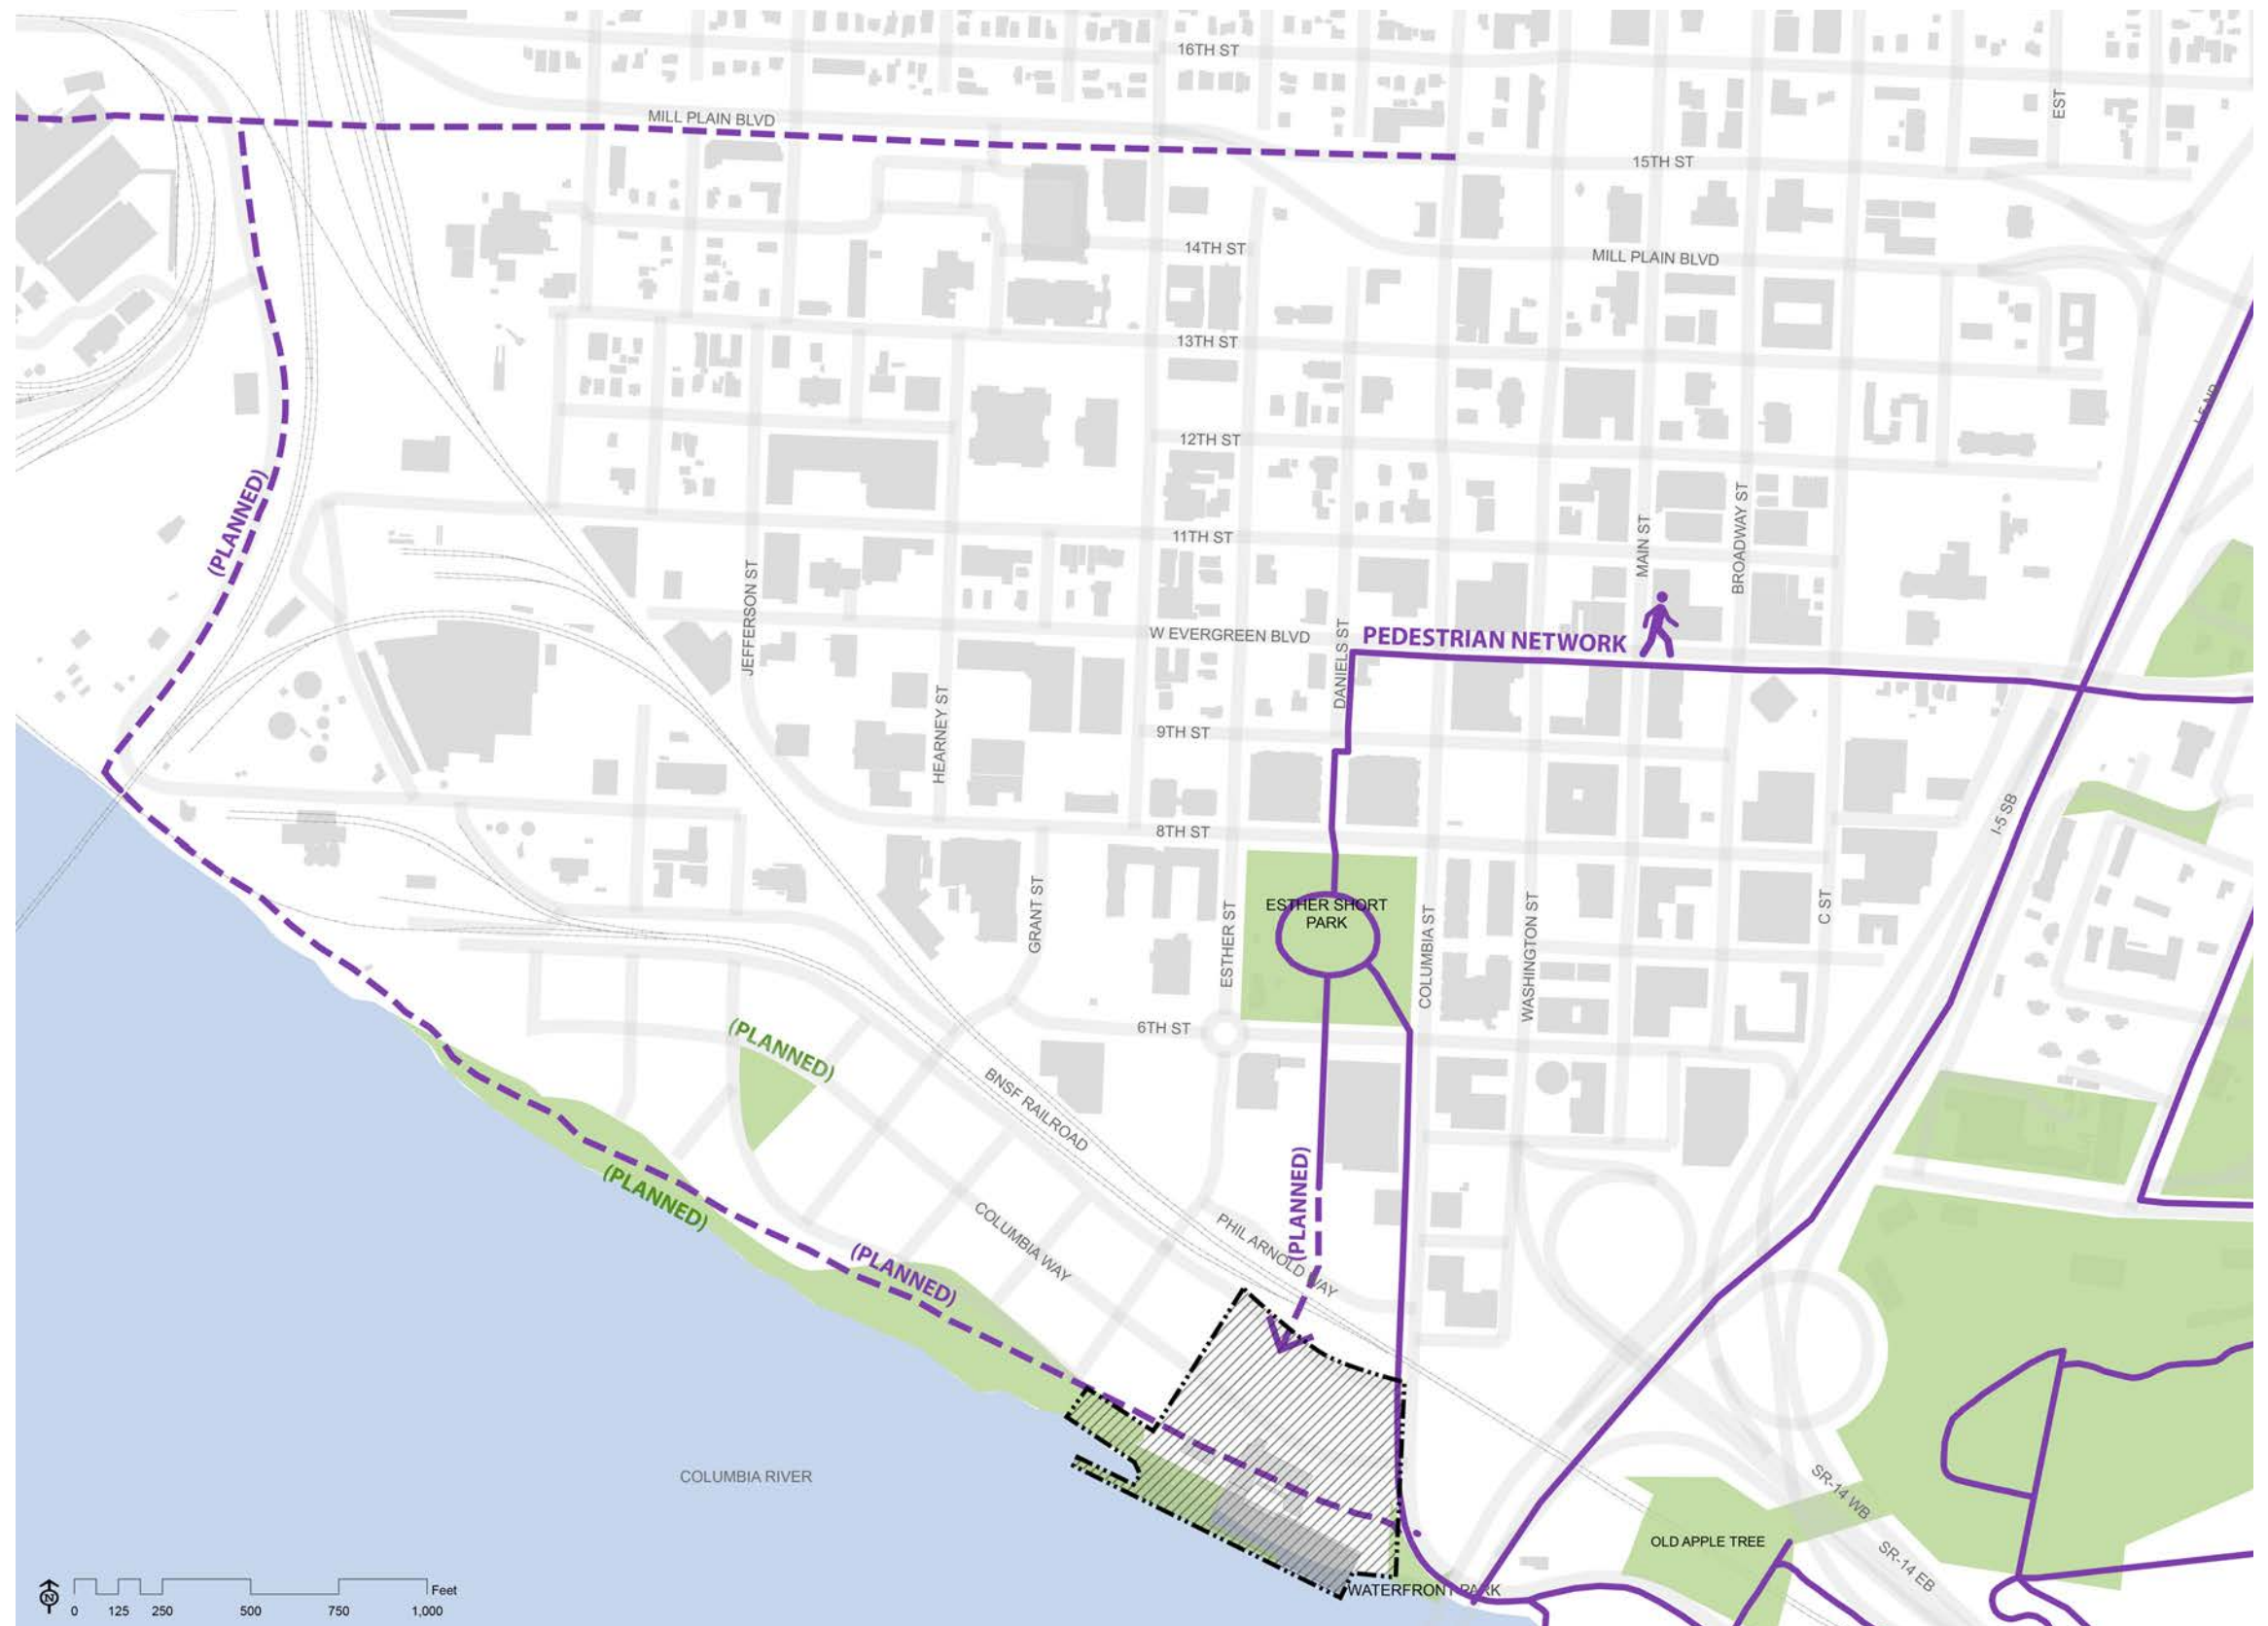 16TH ST
EST
MILL PLAIN BLVD
15TH ST
14TH ST
MILL PLAIN BLVD
13TH ST
I-5 NB
12TH ST
(PLANNED)
11TH ST
MAIN ST
BROADWAY ST
JEFFERSON ST
W EVERGREEN BLVD
DANIELS ST
PEDESTRIAN NETWORK
HEARNEY ST
9TH ST
I-5 SB
8TH ST
GRANT ST
ESTHER ST
ESTHER SHORT
PARK
COLUMBIA ST
WASHINGTON ST
C ST
6TH ST
(PLANNED)
BNSF RAILROAD
(PLANNED)
(PLANNED)
COLUMBIA WAY
PHIL ARNOLD WAY
(PLANNED)
COLUMBIA RIVER
SR-14 WB
OLD APPLE TREE
SR-14 EB
WATERFRONT PARK
N
Feet
0 125 250 500 750 1,000